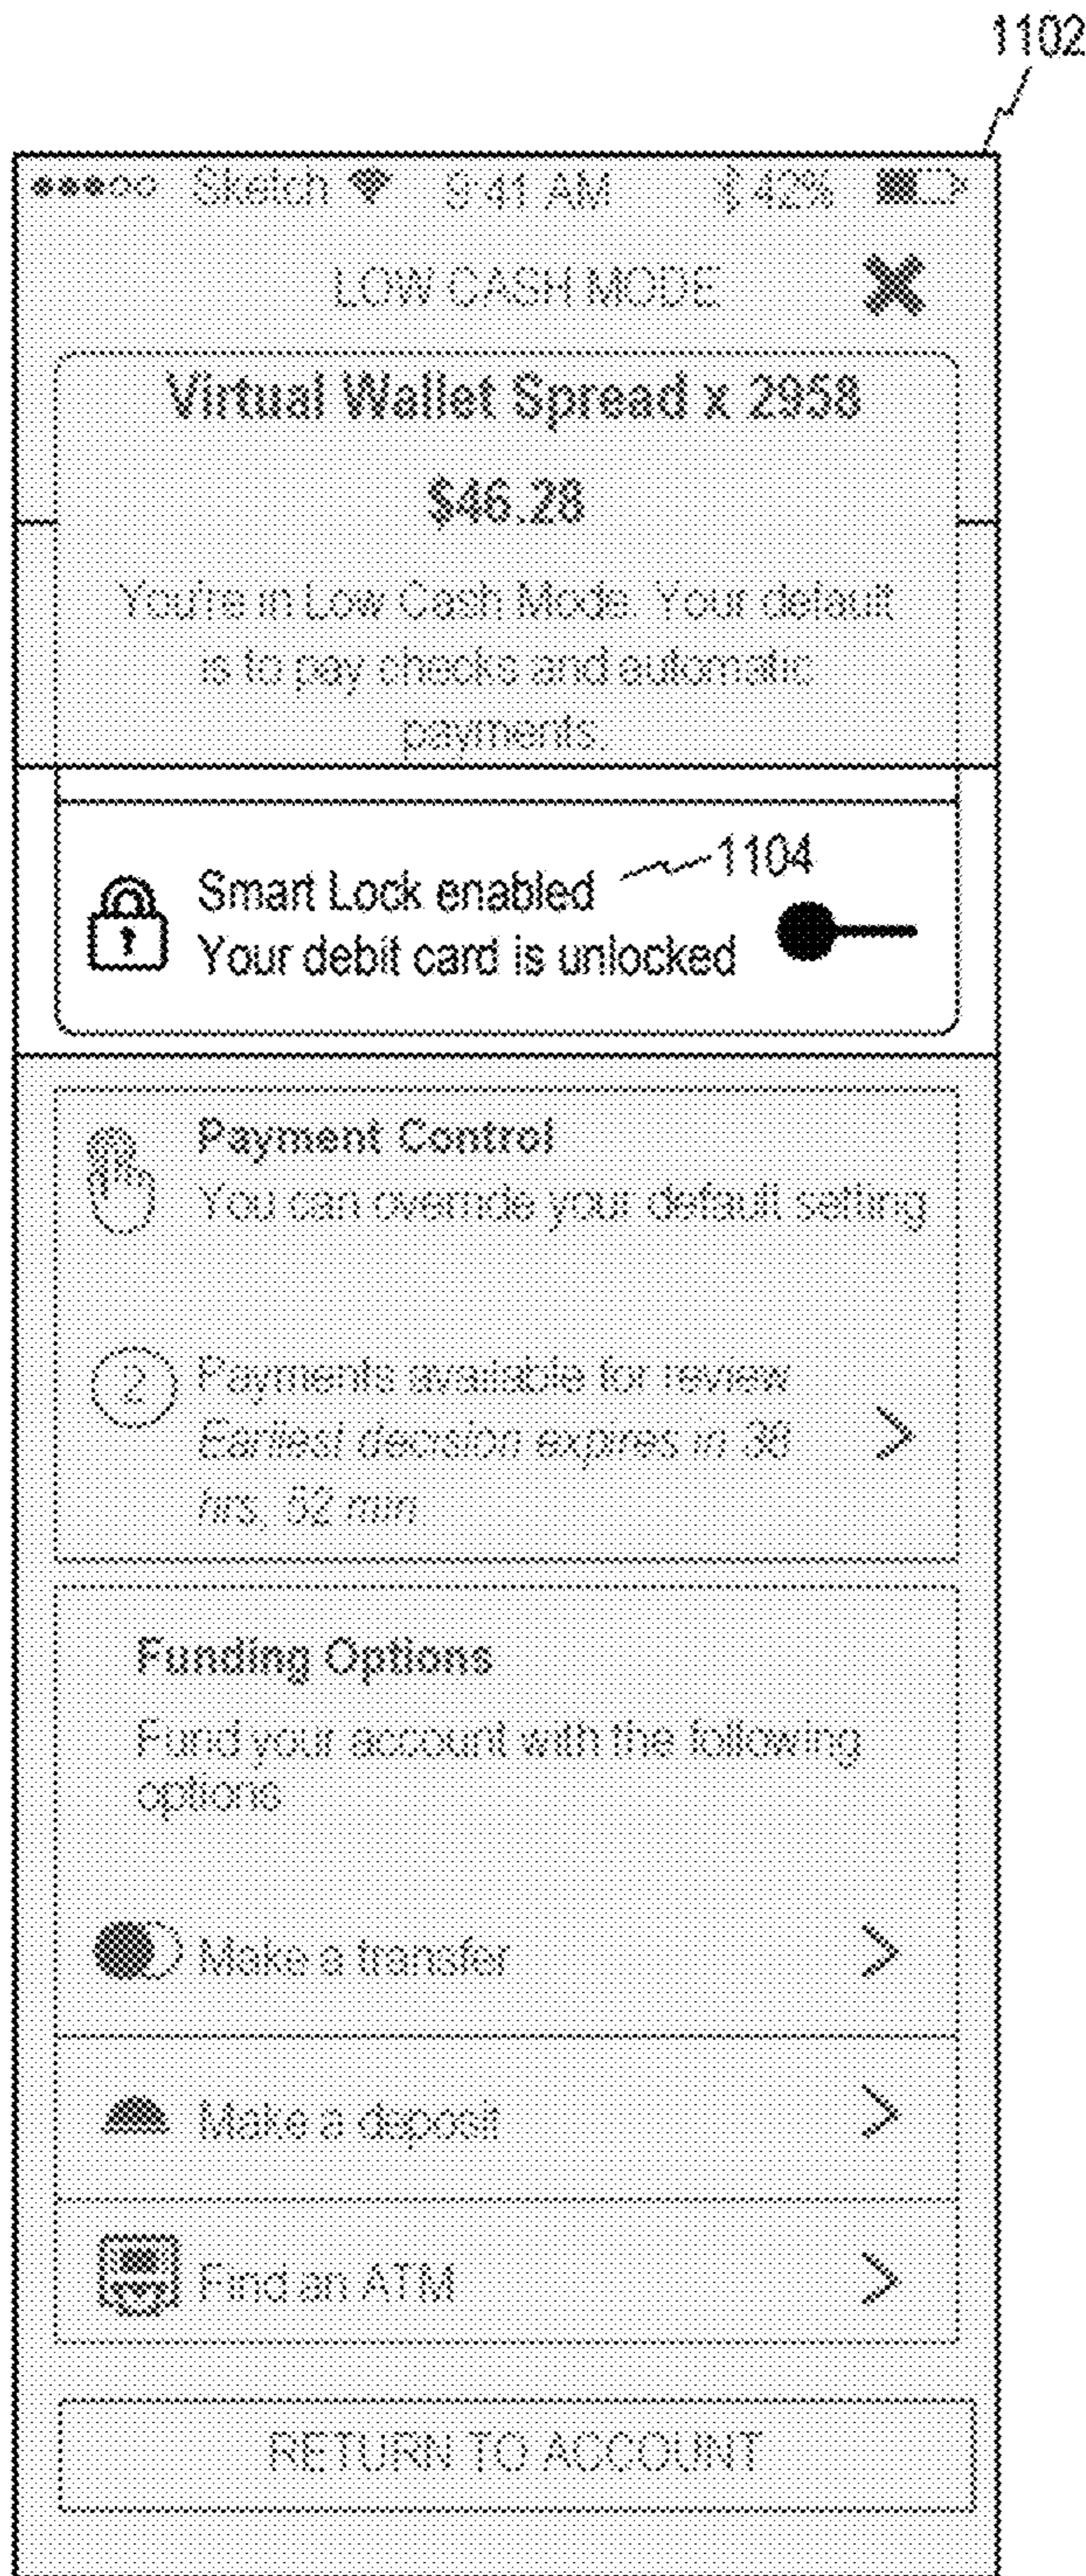 1102
Sketch 9:41 AM 42%
LOW CASH MODE
Virtual Wallet Spread x 2958
$46.28
You're in Low Cash Mode. Your default
is to pay checks and automatic
payments.
Smart Lock enabled 1104
Your debit card is unlocked
Payment Control
You can override your default setting
2 Payments available for review
Earliest decision expires in 38
hrs, 52 min
Funding Options
Fund your account with the following
options
Make a transfer
Make a deposit
Find an ATM
RETURN TO ACCOUNT